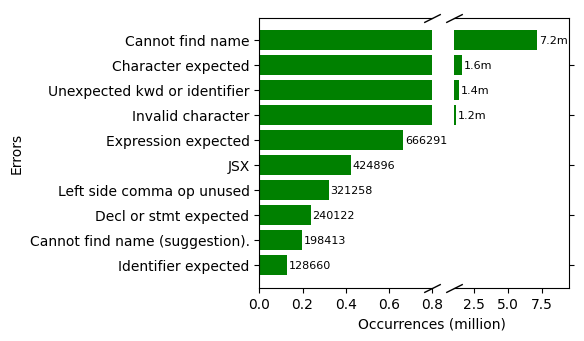 Errors
Cannot find name 7.2m
Character expected 1.6m
Unexpected kwd or identifier 1.4m
Invalid character 1.2m
Expression expected 666291
JSX 424896
Left side comma op unused 321258
Decl or stmt expected 240122
Cannot find name (suggestion). 198413
Identifier expected 128660
0.0 0.2 0.4 0.6 0.8 2.5 5.0 7.5
Occurrences (million)